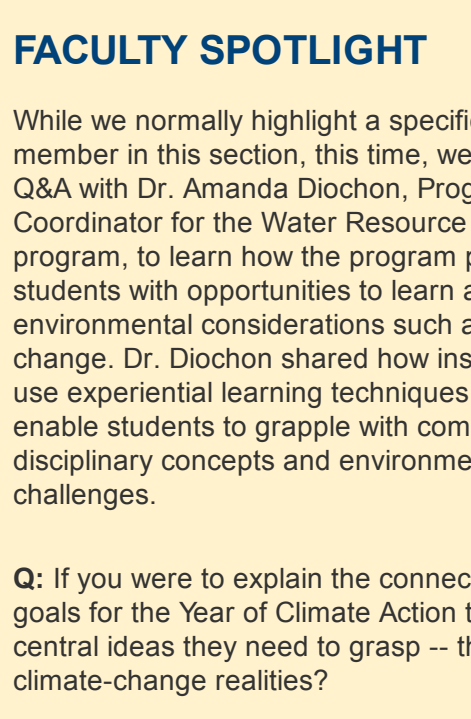 FACULTY SPOTLIGHT
While we normally highlight a specifi
member in this section, this time, we
Q&A with Dr. Amanda Diochon, Prog
Coordinator for the Water Resource
program, to learn how the program p
students with opportunities to learn a
environmental considerations such a
change. Dr. Diochon shared how ins
use experiential learning techniques
enable students to grapple with com
disciplinary concepts and environme
challenges.
Q: If you were to explain the connec
goals for the Year of Climate Action t
central ideas they need to grasp -- th
climate-change realities?